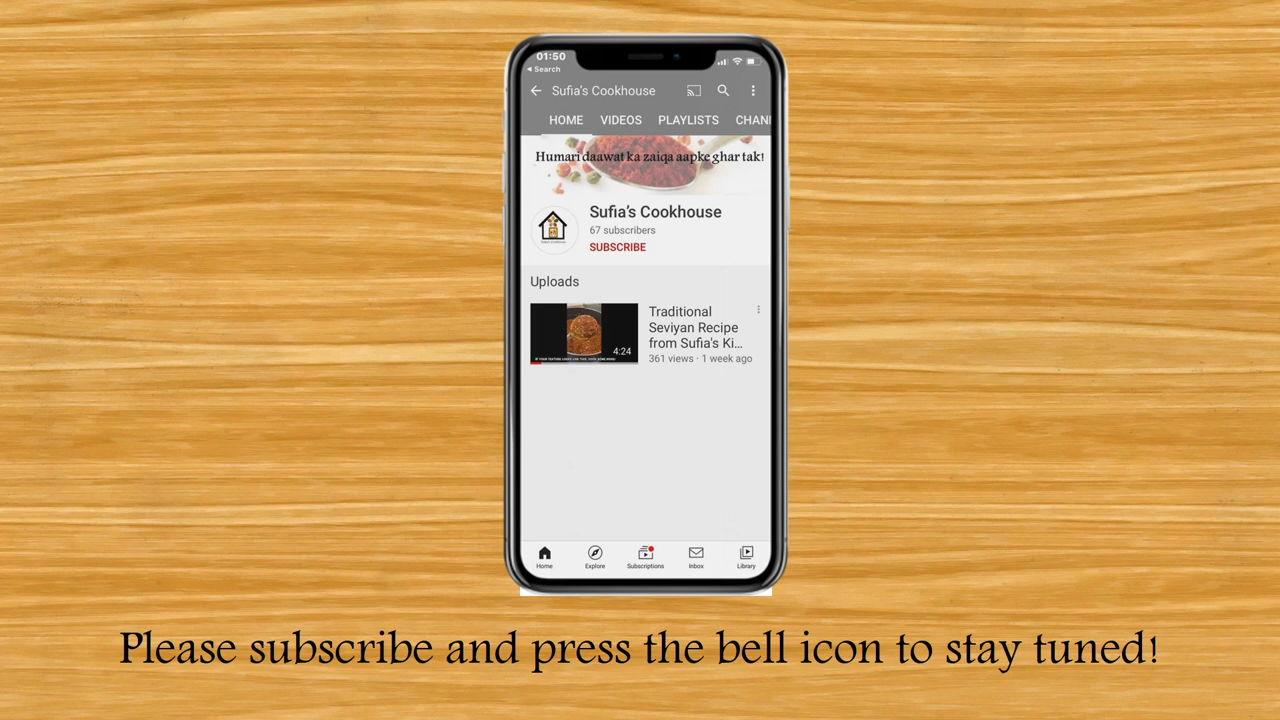 01:50
Search
Sufia's Cookhouse
HOME VIDEOS PLAYLISTS CHAN
Humari daawat ka zaiqa aapke ghar tak!
Sufia's Cookhouse
67 subscribers
SUBSCRIBE
Uploads
Traditional
Seviyan Recipe
from Sufia's Ki...
361 views · 1 week ago
4:24
Home Explore Subscriptions Inbox Library
Please subscribe and press the bell icon to stay tuned!